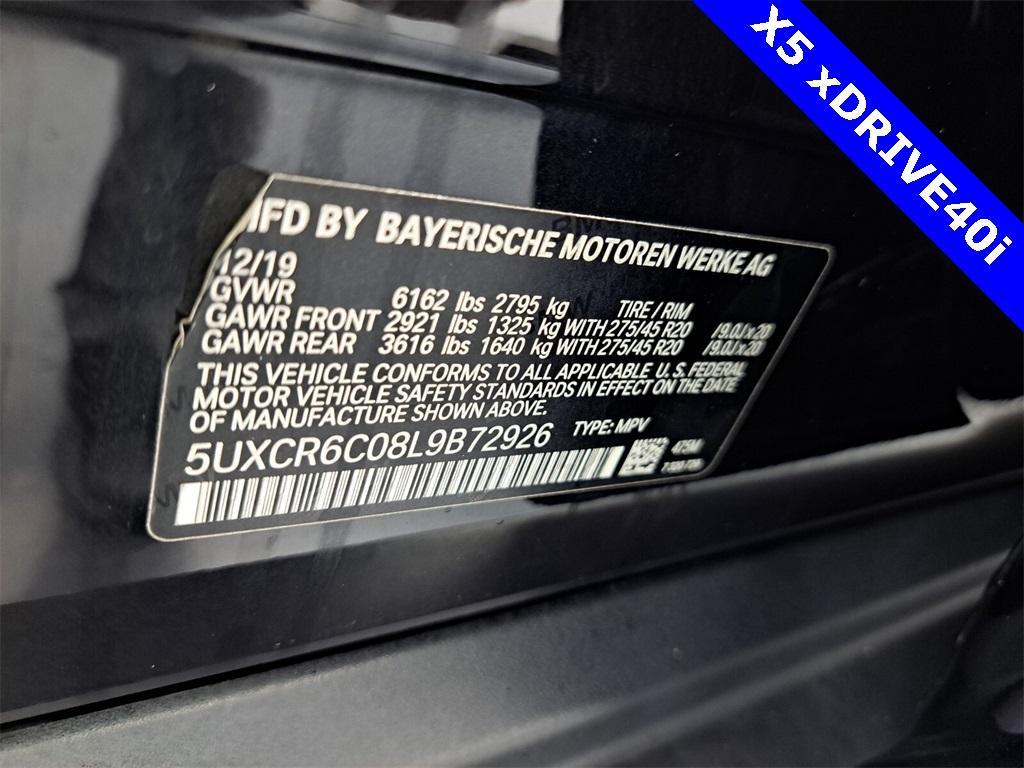 X5 xDRIVE40i
MFD BY BAYERISCHE MOTOREN WERKE AG
12/19
GVWR 6162 lbs 2795 kg TIRE / RIM
GAWR FRONT 2921 lbs 1325 kg WITH 275/45 R20 /9.0Jx20
GAWR REAR 3616 lbs 1640 kg WITH 275/45 R20 /9.0Jx20
THIS VEHICLE CONFORMS TO ALL APPLICABLE U.S. FEDERAL
MOTOR VEHICLE SAFETY STANDARDS IN EFFECT ON THE DATE
OF MANUFACTURE SHOWN ABOVE.
5UXCR6C08L9B72926 TYPE: MPV